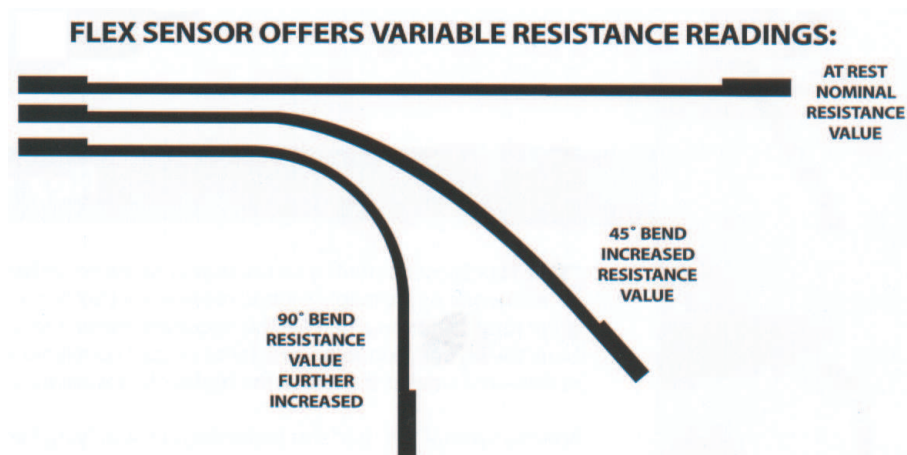 FLEX SENSOR OFFERS VARIABLE RESISTANCE READINGS:
AT REST
NOMINAL
RESISTANCE
VALUE
45˚ BEND
INCREASED
RESISTANCE
VALUE
90˚ BEND
RESISTANCE
VALUE
FURTHER
INCREASED